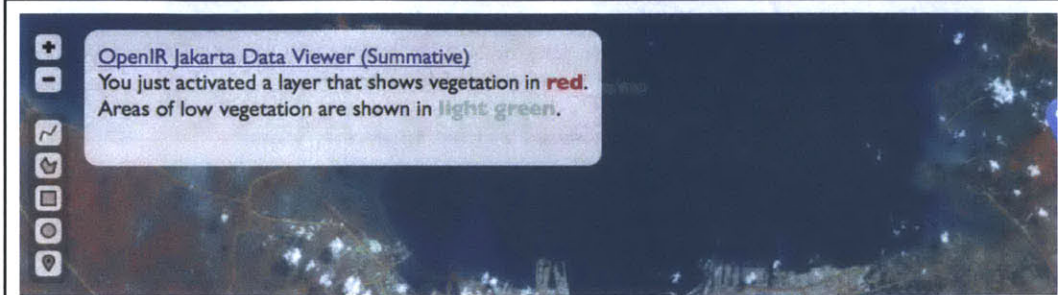 OpenIR Jakarta Data Viewer (Summative)
You just activated a layer that shows vegetation in red.
Areas of low vegetation are shown in light green.